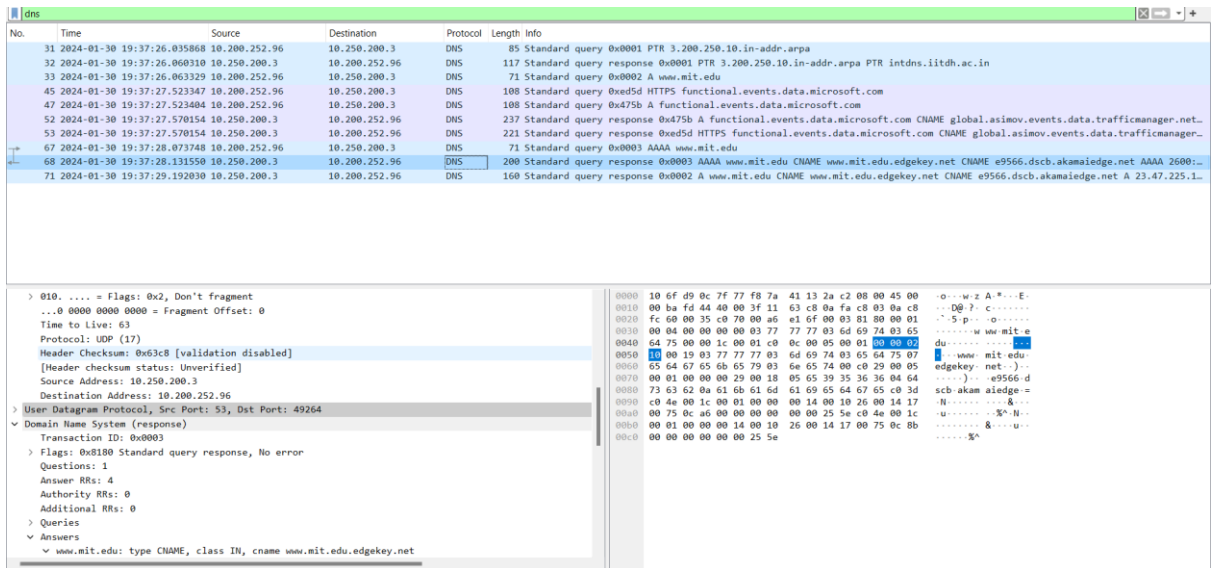 dns
No. Time Source Destination Protocol Length Info
31 2024-01-30 19:37:26.035868 10.200.252.96 10.250.200.3 DNS 85 Standard query 0x0001 PTR 3.200.250.10.in-addr.arpa
32 2024-01-30 19:37:26.060310 10.250.200.3 10.200.252.96 DNS 117 Standard query response 0x0001 PTR 3.200.250.10.in-addr.arpa PTR intdns.iitdh.ac.in
33 2024-01-30 19:37:26.063329 10.200.252.96 10.250.200.3 DNS 71 Standard query 0x0002 A www.mit.edu
45 2024-01-30 19:37:27.523347 10.200.252.96 10.250.200.3 DNS 108 Standard query 0xed5d HTTPS functional.events.data.microsoft.com
47 2024-01-30 19:37:27.523404 10.200.252.96 10.250.200.3 DNS 108 Standard query 0x475b A functional.events.data.microsoft.com
52 2024-01-30 19:37:27.570154 10.250.200.3 10.200.252.96 DNS 237 Standard query response 0x475b A functional.events.data.microsoft.com CNAME global.asimov.events.data.trafficmanager.net…
53 2024-01-30 19:37:27.570154 10.250.200.3 10.200.252.96 DNS 221 Standard query response 0xed5d HTTPS functional.events.data.microsoft.com CNAME global.asimov.events.data.trafficmanager…
67 2024-01-30 19:37:28.073748 10.200.252.96 10.250.200.3 DNS 71 Standard query 0x0003 AAAA www.mit.edu
68 2024-01-30 19:37:28.131550 10.250.200.3 10.200.252.96 DNS 200 Standard query response 0x0003 AAAA www.mit.edu CNAME www.mit.edu.edgekey.net CNAME e9566.dscb.akamaiedge.net AAAA 2600:…
71 2024-01-30 19:37:29.192030 10.250.200.3 10.200.252.96 DNS 160 Standard query response 0x0002 A www.mit.edu CNAME www.mit.edu.edgekey.net CNAME e9566.dscb.akamaiedge.net A 23.47.225.1…
> 010. .... = Flags: 0x2, Don't fragment
...0 0000 0000 0000 = Fragment Offset: 0
Time to Live: 63
Protocol: UDP (17)
Header Checksum: 0x63c8 [validation disabled]
[Header checksum status: Unverified]
Source Address: 10.250.200.3
Destination Address: 10.200.252.96
> User Datagram Protocol, Src Port: 53, Dst Port: 49264
Domain Name System (response)
Transaction ID: 0x0003
> Flags: 0x8180 Standard query response, No error
Questions: 1
Answer RRs: 4
Authority RRs: 0
Additional RRs: 0
> Queries
Answers
www.mit.edu: type CNAME, class IN, cname www.mit.edu.edgekey.net
0000 10 6f d9 0c 7f 77 f8 7a 41 13 2a c2 08 00 45 00 ·o···w·z A·*···E·
0010 00 ba fd 44 40 00 3f 11 63 c8 0a fa c8 03 0a c8 ···D@·?· c·······
0020 fc 60 00 35 c0 70 00 a6 e1 6f 00 03 81 80 00 01 ·`·5·p·· ·o······
0030 00 04 00 00 00 00 03 77 77 77 03 6d 69 74 03 65 ·······w ww·mit·e
0040 64 75 00 00 1c 00 01 c0 0c 00 05 00 01 00 00 02 du······ ········
0050 10 00 19 03 77 77 77 03 6d 69 74 03 65 64 75 07 ····www· mit·edu·
0060 65 64 67 65 6b 65 79 03 6e 65 74 00 c0 29 00 05 edgekey· net··)··
0070 00 01 00 00 00 29 00 18 05 65 39 35 36 36 04 64 ·····)·· ·e9566·d
0080 73 63 62 0a 61 6b 61 6d 61 69 65 64 67 65 c0 3d scb·akam aiedge·=
0090 c0 4e 00 1c 00 01 00 00 00 14 00 10 26 00 14 17 ·N······ ····&···
00a0 00 75 0c a6 00 00 00 00 00 00 25 5e c0 4e 00 1c ·u······ ··%^·N··
00b0 00 01 00 00 00 14 00 10 26 00 14 17 00 75 0c 8b ········ &····u··
00c0 00 00 00 00 00 00 25 5e ······%^